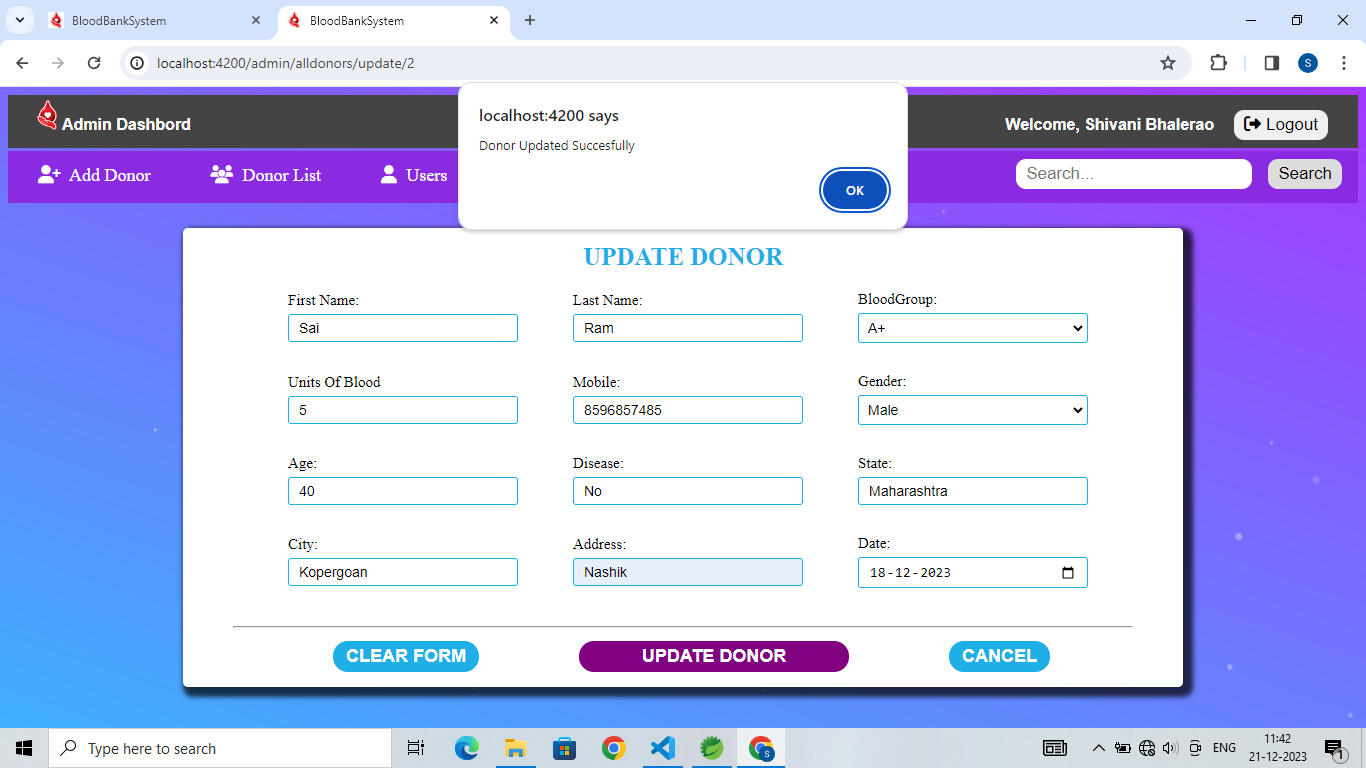 BloodBankSystem
BloodBankSystem
localhost:4200/admin/alldonors/update/2
S
localhost:4200 says
Donor Updated Succesfully
OK
Admin Dashbord
Welcome, Shivani Bhalerao
Logout
Add Donor
Donor List
Users
Search...
Search
UPDATE DONOR
First Name:
Last Name:
BloodGroup:
Sai
Ram
A+
Units Of Blood
Mobile:
Gender:
5
8596857485
Male
Age:
Disease:
State:
40
No
Maharashtra
City:
Address:
Date:
Kopergoan
Nashik
18-12-2023
CLEAR FORM
UPDATE DONOR
CANCEL
Type here to search
S
ENG
11:42
21-12-2023
1